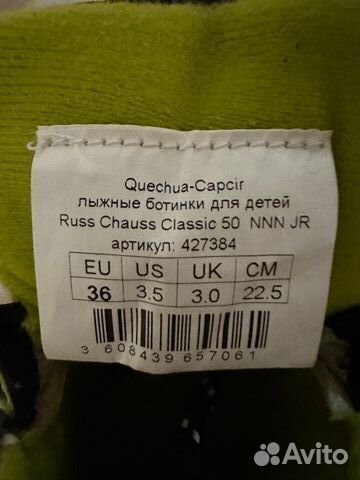 Quechua-Capcir
лыжные ботинки для детей
Russ Chauss Classic 50 NNN JR
артикул: 427384
EU US UK CM
36 3.5 3.0 22.5
3 608439 657061
Avito